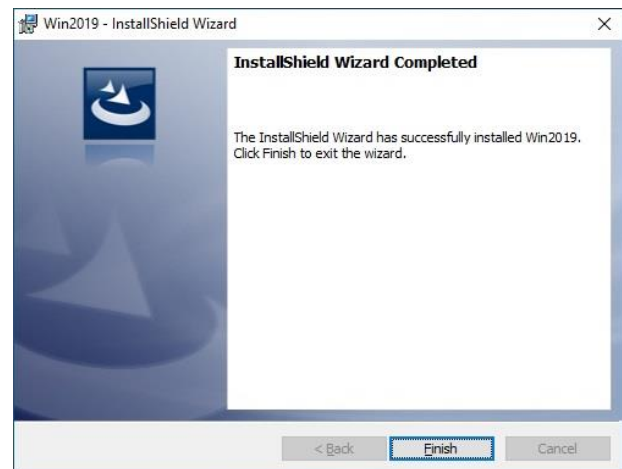 Win2019 - InstallShield Wizard
InstallShield Wizard Completed
The InstallShield Wizard has successfully installed Win2019.
Click Finish to exit the wizard.
< Back Finish Cancel